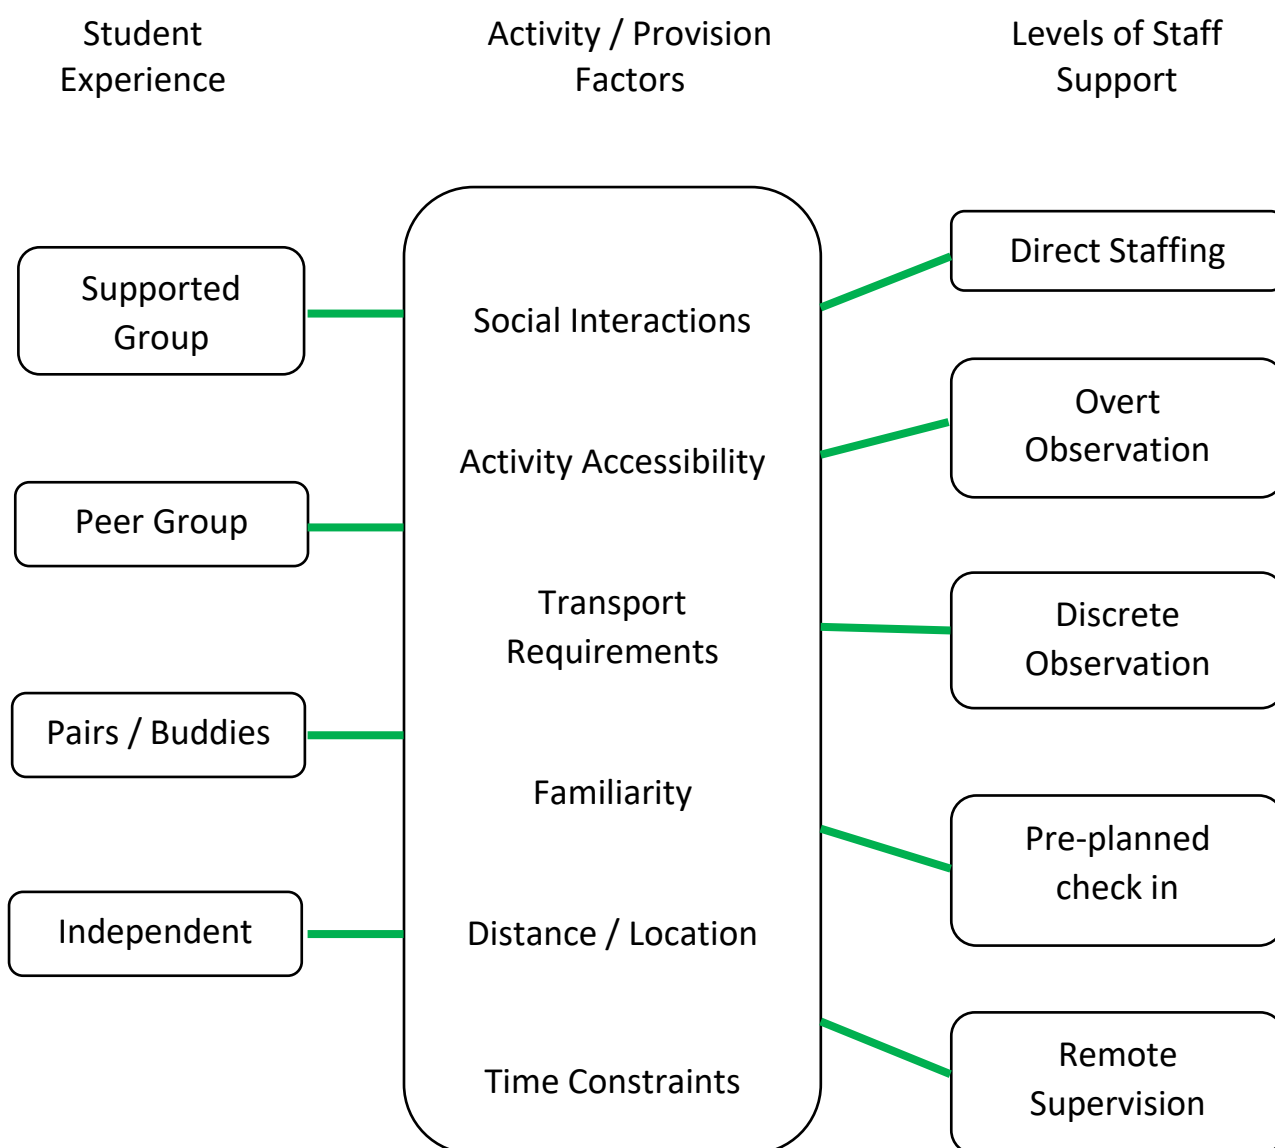 Student
Experience
Activity / Provision
Factors
Levels of Staff
Support
Supported
Group
Peer Group
Pairs / Buddies
Independent
Social Interactions
Activity Accessibility
Transport
Requirements
Familiarity
Distance / Location
Time Constraints
Direct Staffing
Overt
Observation
Discrete
Observation
Pre-planned
check in
Remote
Supervision